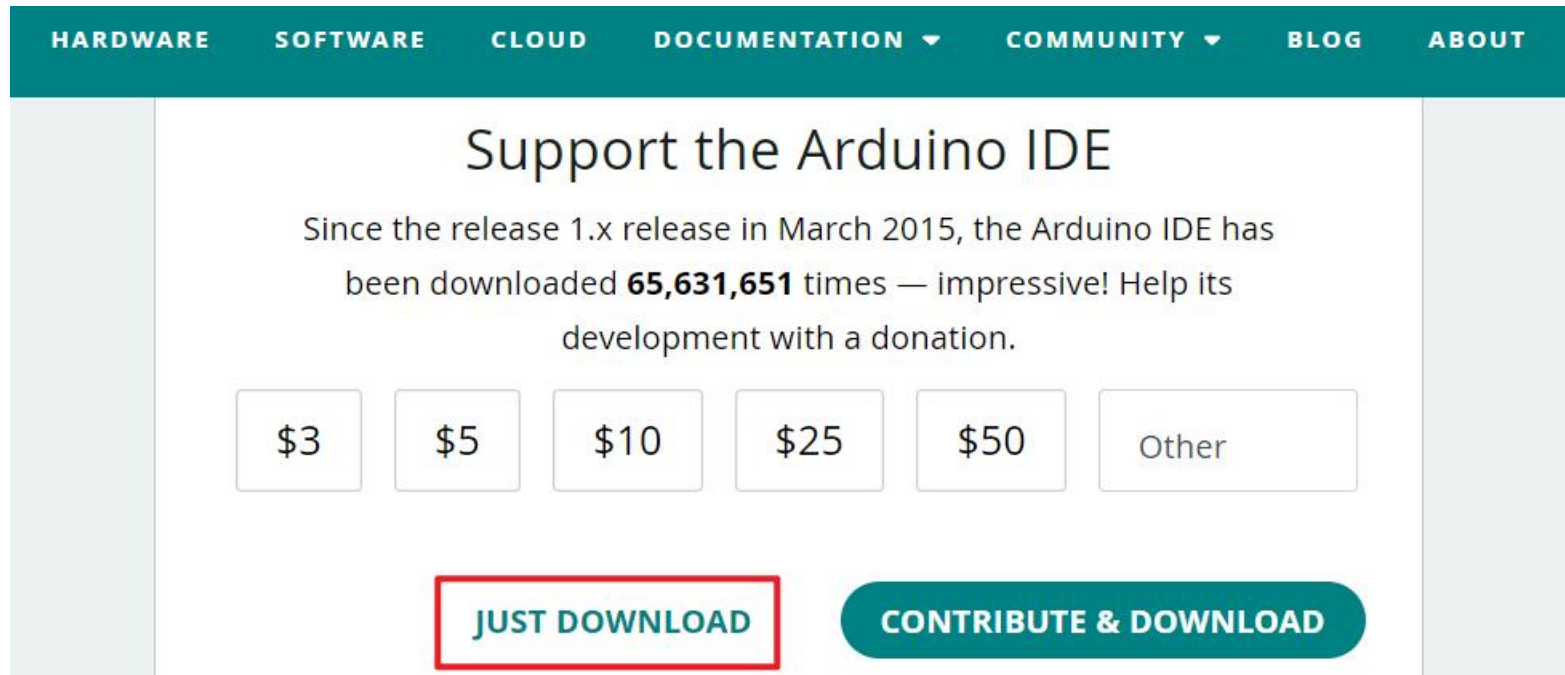 HARDWARE SOFTWARE CLOUD DOCUMENTATION COMMUNITY BLOG ABOUT
Support the Arduino IDE
Since the release 1.x release in March 2015, the Arduino IDE has
been downloaded 65,631,651 times — impressive! Help its
development with a donation.
$3 $5 $10 $25 $50 Other
JUST DOWNLOAD CONTRIBUTE & DOWNLOAD